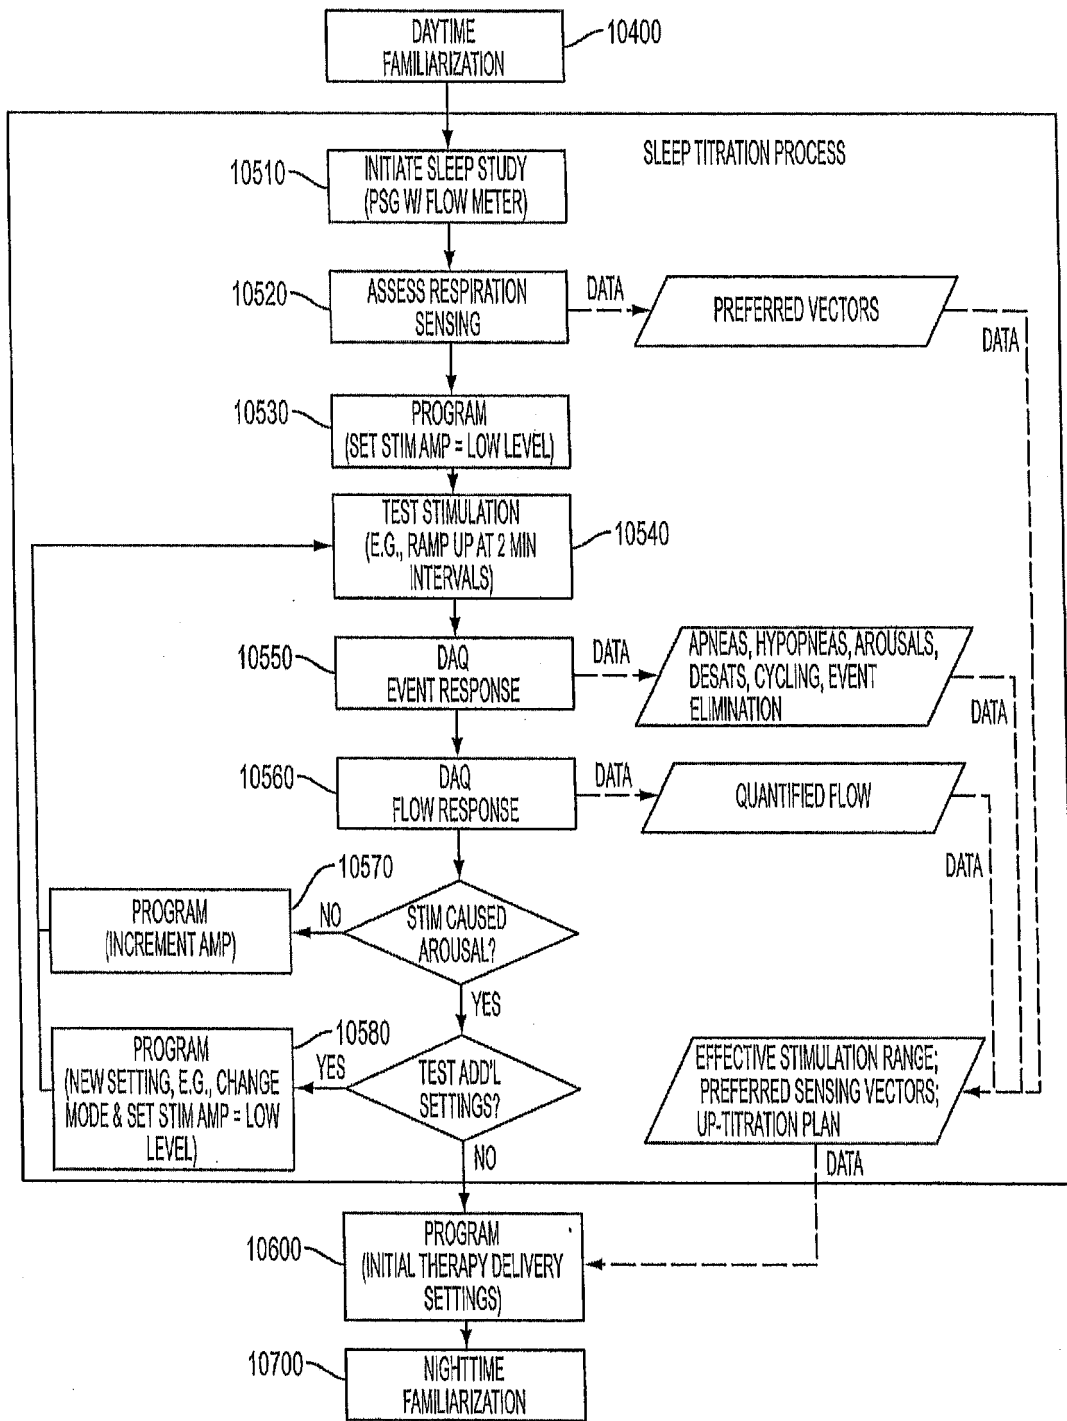 DAYTIME
FAMILIARIZATION
10400
SLEEP TITRATION PROCESS
10510
INITIATE SLEEP STUDY
(PSG W/ FLOW METER)
10520
ASSESS RESPIRATION
SENSING
DATA
PREFERRED VECTORS
DATA
10530
PROGRAM
(SET STIM AMP = LOW LEVEL)
TEST STIMULATION
(E.G., RAMP UP AT 2 MIN
INTERVALS)
10540
10550
DAQ
EVENT RESPONSE
DATA
APNEAS, HYPOPNEAS, AROUSALS,
DESATS, CYCLING, EVENT
ELIMINATION
DATA
10560
DAQ
FLOW RESPONSE
DATA
QUANTIFIED FLOW
DATA
10570
PROGRAM
(INCREMENT AMP)
NO
STIM CAUSED
AROUSAL?
YES
10580
PROGRAM
(NEW SETTING, E.G., CHANGE
MODE & SET STIM AMP = LOW
LEVEL)
YES
TEST ADD'L
SETTINGS?
NO
EFFECTIVE STIMULATION RANGE;
PREFERRED SENSING VECTORS;
UP-TITRATION PLAN
DATA
10600
PROGRAM
(INITIAL THERAPY DELIVERY
SETTINGS)
10700
NIGHTTIME
FAMILIARIZATION